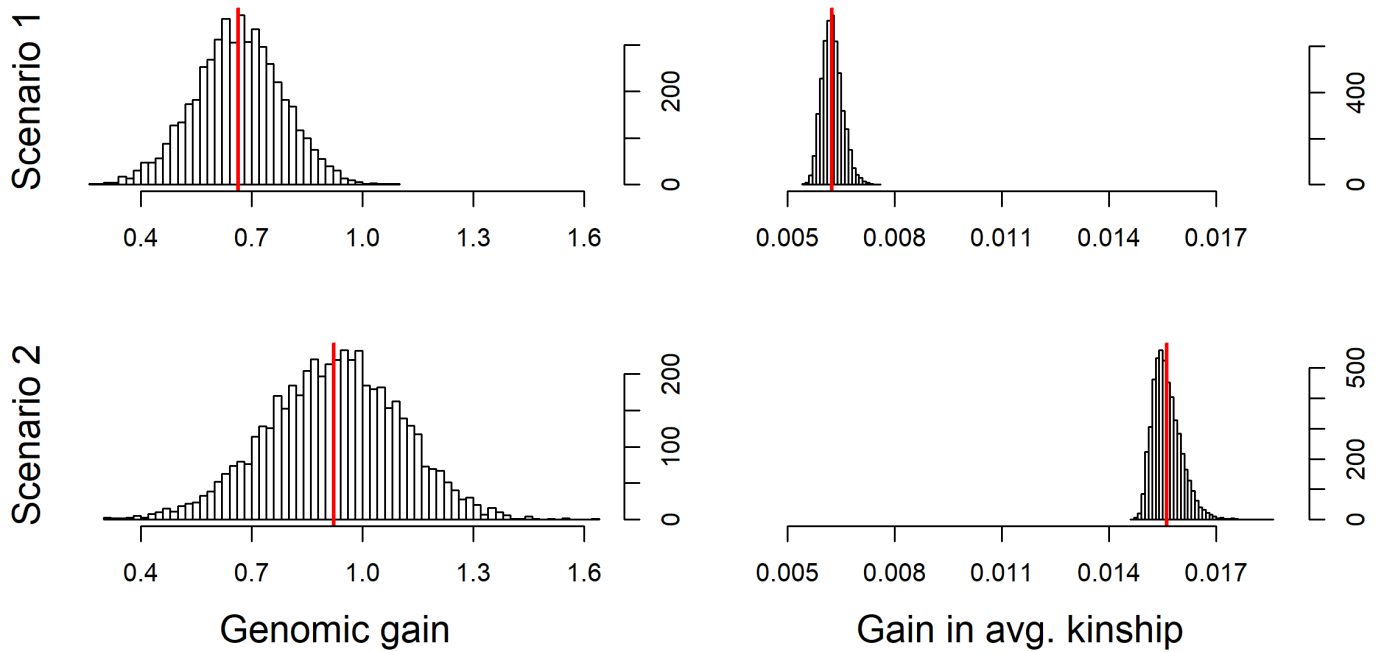 Scenario 1
0 200
0.4 0.7 1.0 1.3 1.6
0 400
0.005 0.008 0.011 0.014 0.017
Scenario 2
0 100 200
0.4 0.7 1.0 1.3 1.6
Genomic gain
0 200 500
0.005 0.008 0.011 0.014 0.017
Gain in avg. kinship